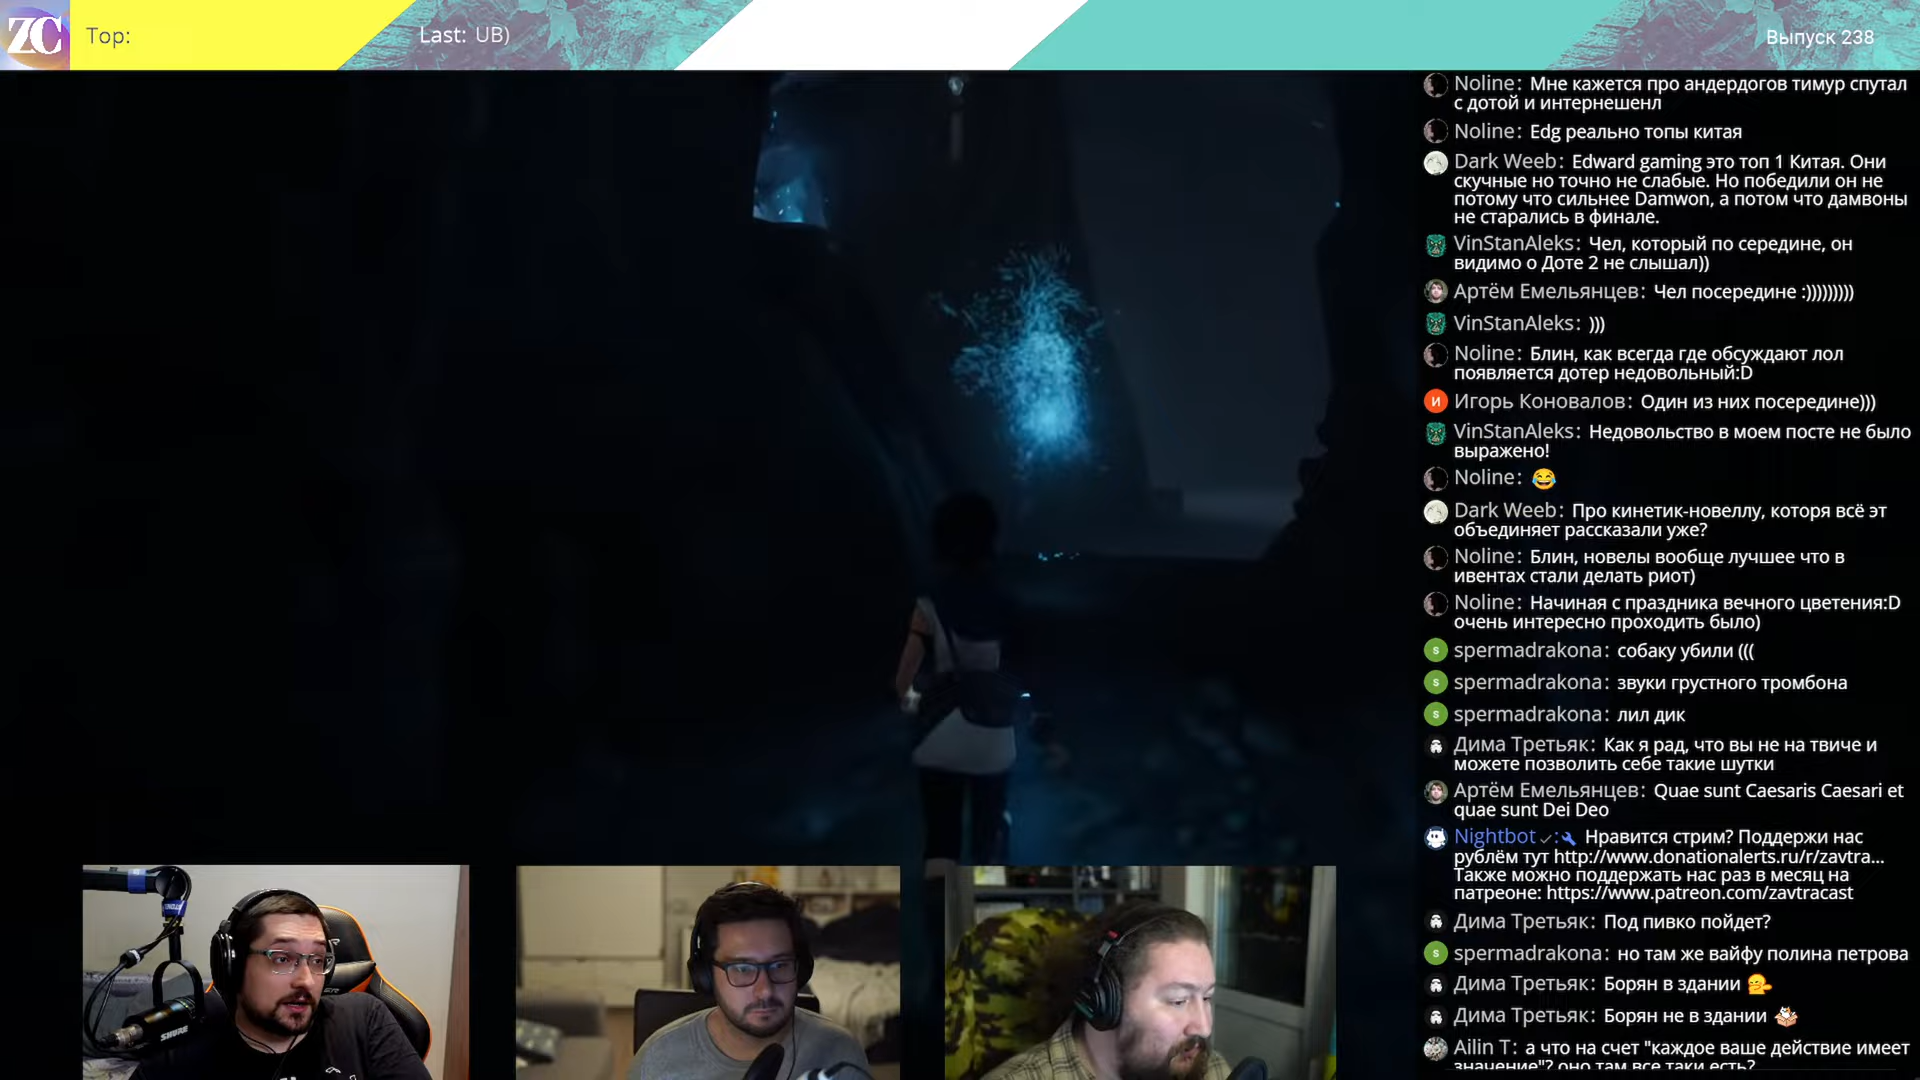 ZC
Top:
Last: UB)
Выпуск 238
Noline: Мне кажется про андердогов тимур спутал
с дотой и интернешенл
Noline: Edg реально топы китая
Dark Weeb: Edward gaming это топ 1 Китая. Они
скучные но точно не слабые. Но победили он не
потому что сильнее Damwon, а потом что дамвоны
не старались в финале.
VinStanAleks: Чел, который по середине, он
видимо о Доте 2 не слышал))
Артём Емельянцев: Чел посередине :)))))))))
VinStanAleks: )))
Noline: Блин, как всегда где обсуждают лол
появляется дотер недовольный:D
и
Игорь Коновалов: Один из них посередине)))
VinStanAleks: Недовольство в моем посте не было
выражено!
Noline: 😂
Dark Weeb: Про кинетик-новеллу, которя всё эт
объединяет рассказали уже?
Noline: Блин, новелы вообще лучшее что в
ивентах стали делать риот)
Noline: Начиная с праздника вечного цветения:D
очень интересно проходить было)
s
spermadrakona: собаку убили (((
s
spermadrakona: звуки грустного тромбона
s
spermadrakona: лил дик
Дима Третьяк: Как я рад, что вы не на твиче и
можете позволить себе такие шутки
Артём Емельянцев: Quae sunt Caesaris Caesari et
quae sunt Dei Deo
Nightbot: Нравится стрим? Поддержи нас
рублём тут http://www.donationalerts.ru/r/zavtra...
Также можно поддержать нас раз в месяц на
патреоне: https://www.patreon.com/zavtracast
Дима Третьяк: Под пивко пойдет?
s
spermadrakona: но там же вайфу полина петрова
Дима Третьяк: Борян в здании
Дима Третьяк: Борян не в здании
Ailin T: а что на счет "каждое ваше действие имеет
значение"? оно там все таки есть?
SHURE